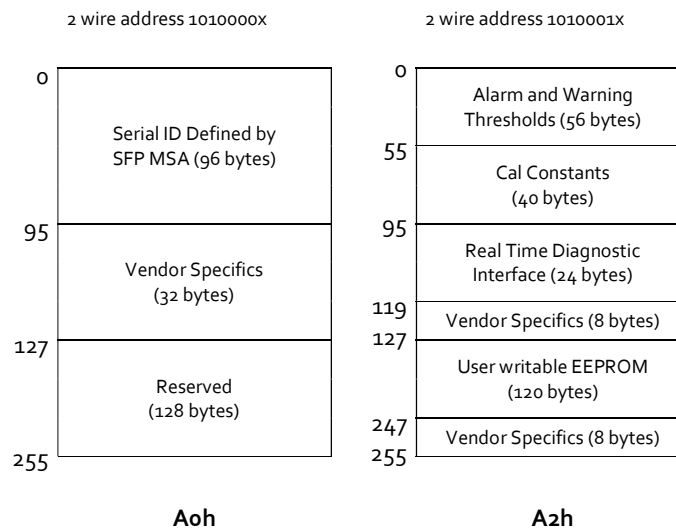 2 wire address 1010000x
0
Serial ID Defined by
SFP MSA (96 bytes)
95
Vendor Specifics
(32 bytes)
127
Reserved
(128 bytes)
255
A0h
2 wire address 1010001x
0
Alarm and Warning
Thresholds (56 bytes)
55
Cal Constants
(40 bytes)
95
Real Time Diagnostic
Interface (24 bytes)
119
Vendor Specifics (8 bytes)
127
User writable EEPROM
(120 bytes)
247
Vendor Specifics (8 bytes)
255
A2h